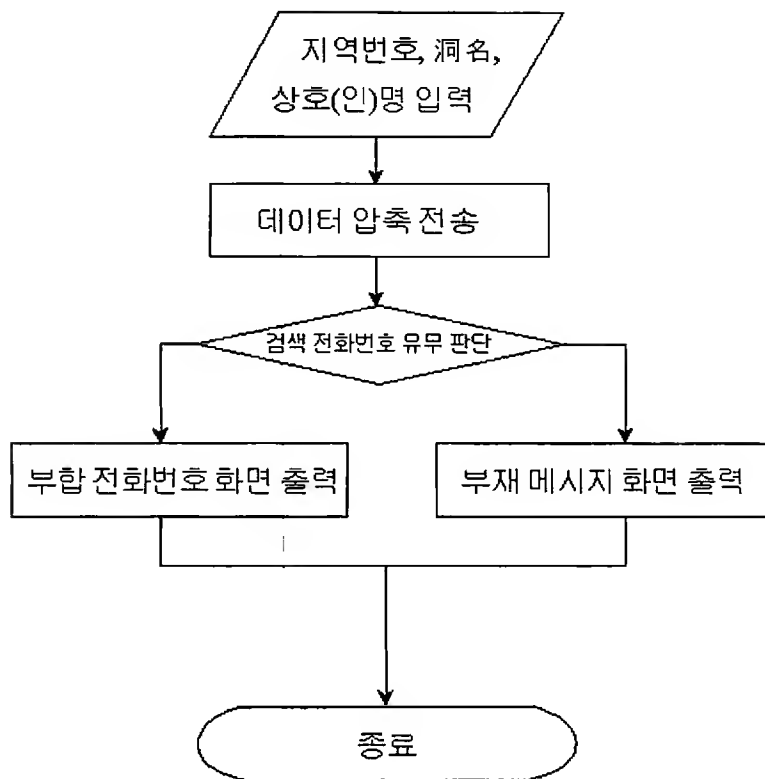 지역번호, 洞名,
상호(인)명 입력
데이터 압축 전송
검색 전화번호 유무 판단
부합 전화번호 화면 출력
부재 메시지 화면 출력
종료